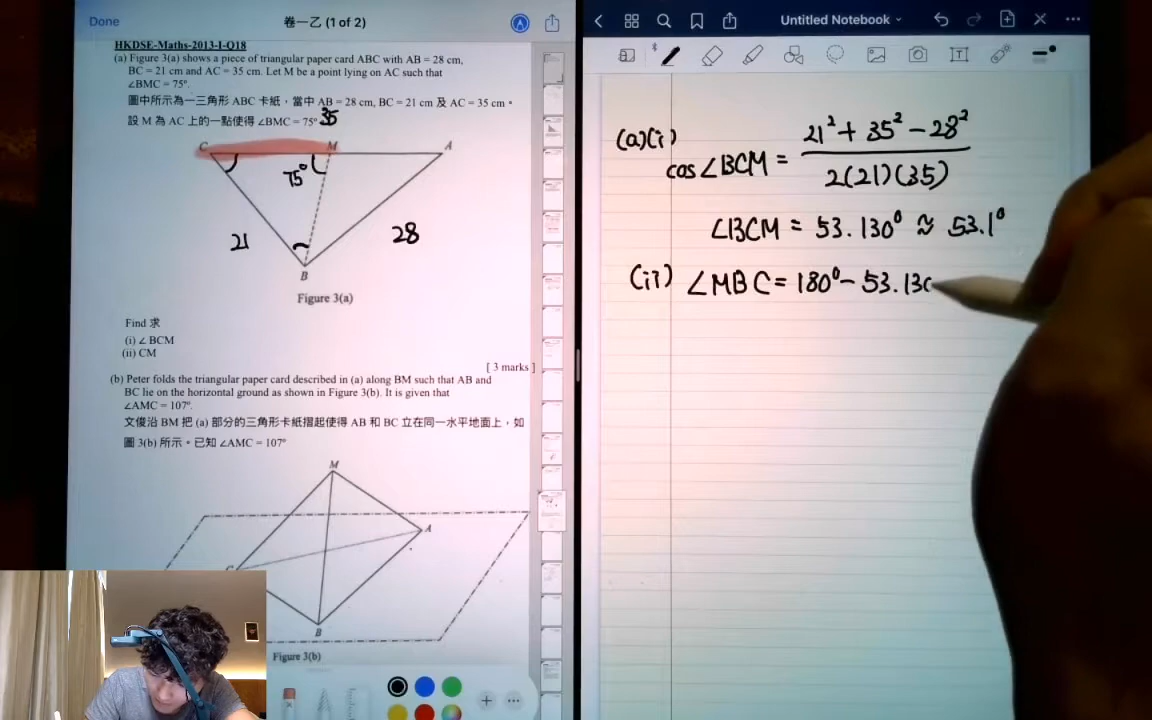 Done
卷一乙 (1 of 2)
HKDSE-Maths-2013-I-Q18
(a) Figure 3(a) shows a piece of triangular paper card ABC with AB = 28 cm,
BC = 21 cm and AC = 35 cm. Let M be a point lying on AC such that
∠BMC = 75°.
圖中所示為一三角形 ABC 卡紙，當中 AB = 28 cm, BC = 21 cm 及 AC = 35 cm。
設 M 為 AC 上的一點使得 ∠BMC = 75°
35
C M A
75°
21
28
B
Figure 3(a)
Find 求
(i) ∠ BCM
(ii) CM
[ 3 marks ]
(b) Peter folds the triangular paper card described in (a) along BM such that AB and
BC lie on the horizontal ground as shown in Figure 3(b). It is given that
∠AMC = 107°
文俊沿 BM 把 (a) 部分的三角形卡紙摺起使得 AB 和 BC 立在同一水平地面上，如
圖 3(b) 所示。已知 ∠AMC = 107°
M
A
B
Figure 3(b)
Untitled Notebook
(a)(i) cos∠BCM = 21² + 35² − 28² / 2(21)(35)
∠BCM = 53.130° ≈ 53.1°
(ii) ∠MBC = 180° − 53.130